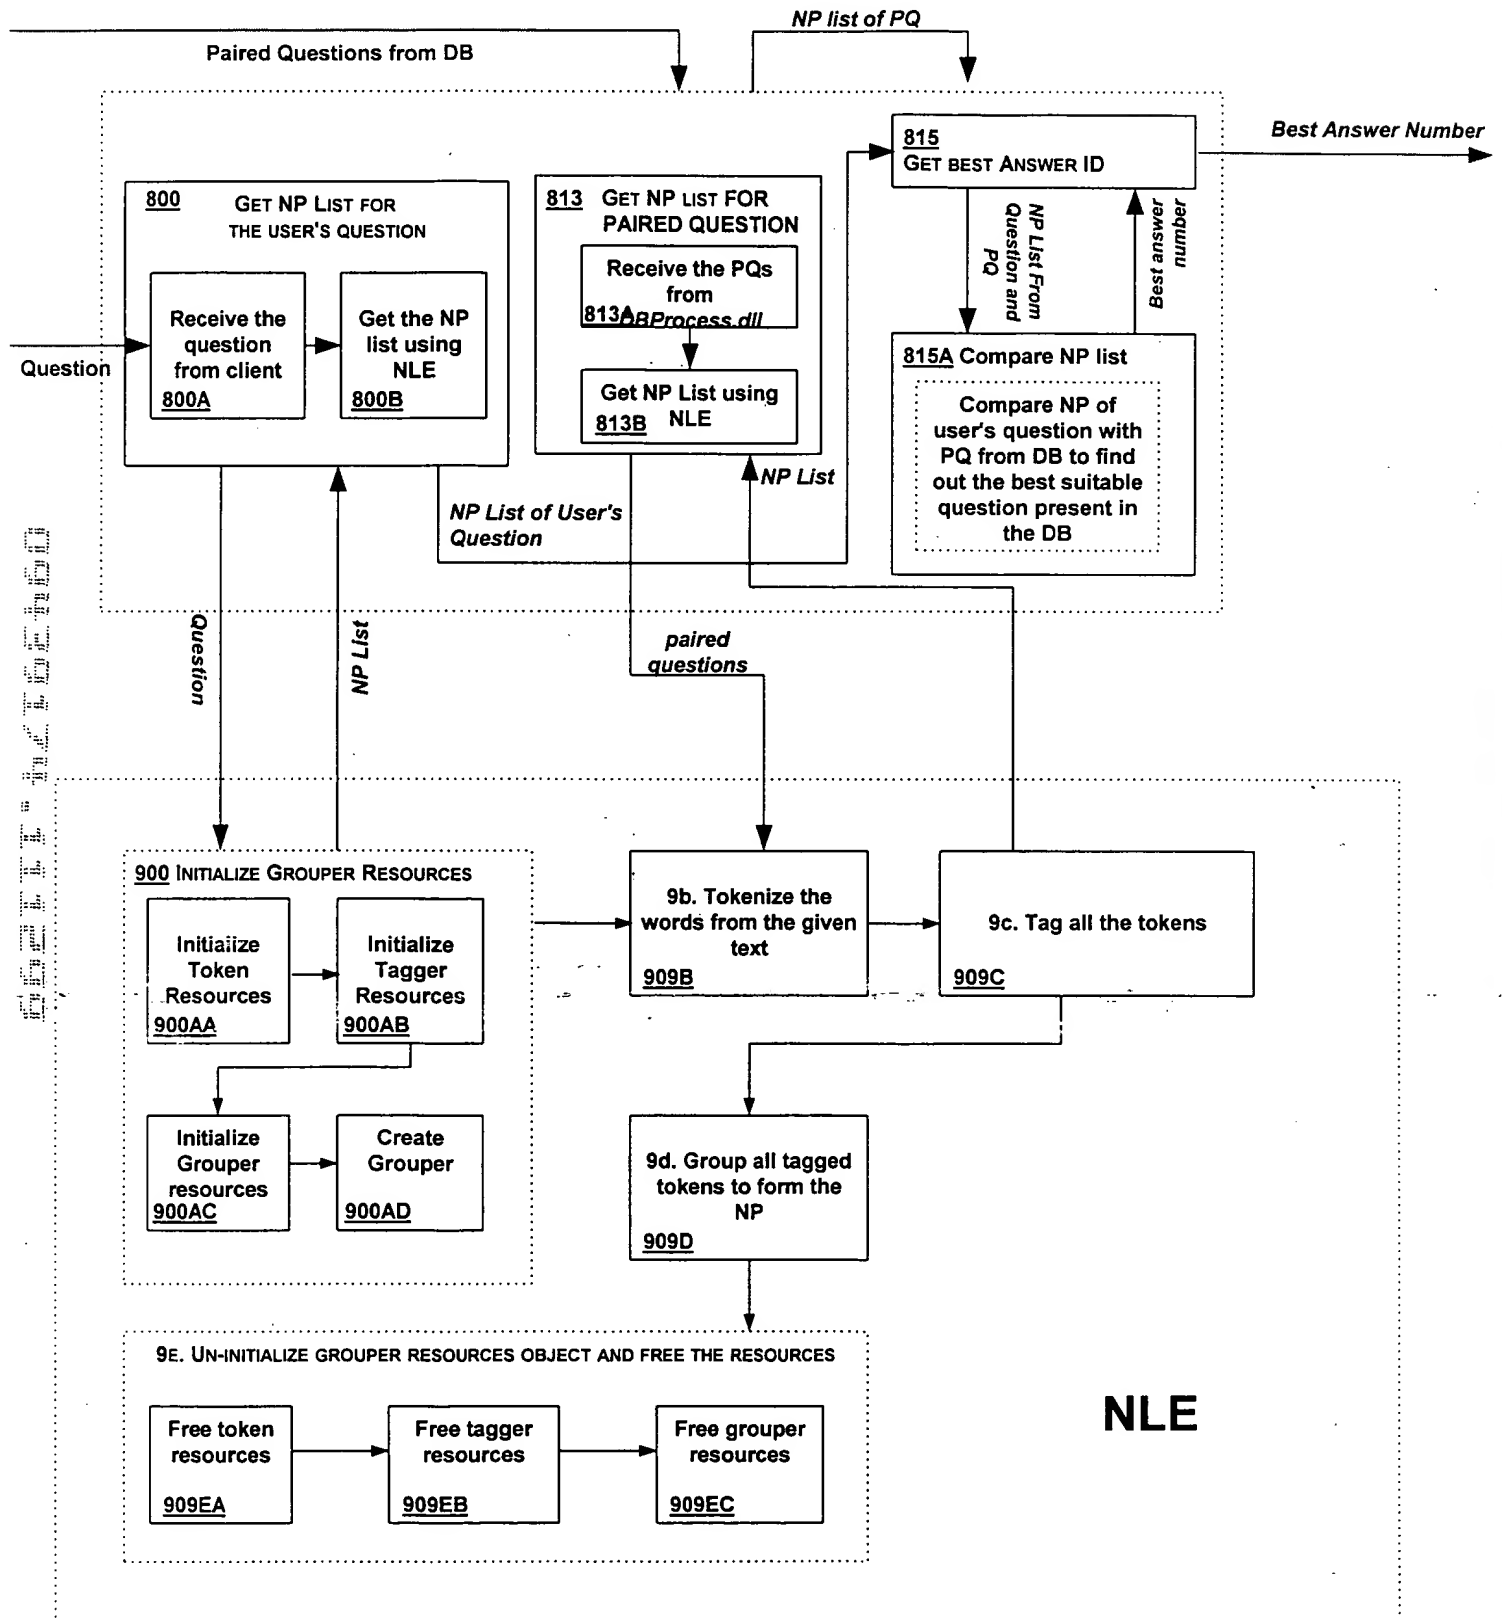 NP list of PQ
Paired Questions from DB
815
GET BEST ANSWER ID
Best Answer Number
800 GET NP LIST FOR
THE USER'S QUESTION
813 GET NP LIST FOR
PAIRED QUESTION
Receive the
question
from client
800A
Get the NP
list using
NLE
800B
Question
Receive the PQs
from
813A DBProcess.dll
Get NP List using
NLE
813B
NP List From
Question and
PQ
Best answer
number
815A Compare NP list
Compare NP of
user's question with
PQ from DB to find
out the best suitable
question present in
the DB
NP List
NP List of User's
Question
Question
NP List
paired
questions
900 INITIALIZE GROUPER RESOURCES
Initialize
Token
Resources
900AA
Initialize
Tagger
Resources
900AB
Initialize
Grouper
resources
900AC
Create
Grouper
900AD
9b. Tokenize the
words from the given
text
909B
9c. Tag all the tokens
909C
9d. Group all tagged
tokens to form the
NP
909D
9E. UN-INITIALIZE GROUPER RESOURCES OBJECT AND FREE THE RESOURCES
Free token
resources
909EA
Free tagger
resources
909EB
Free grouper
resources
909EC
NLE